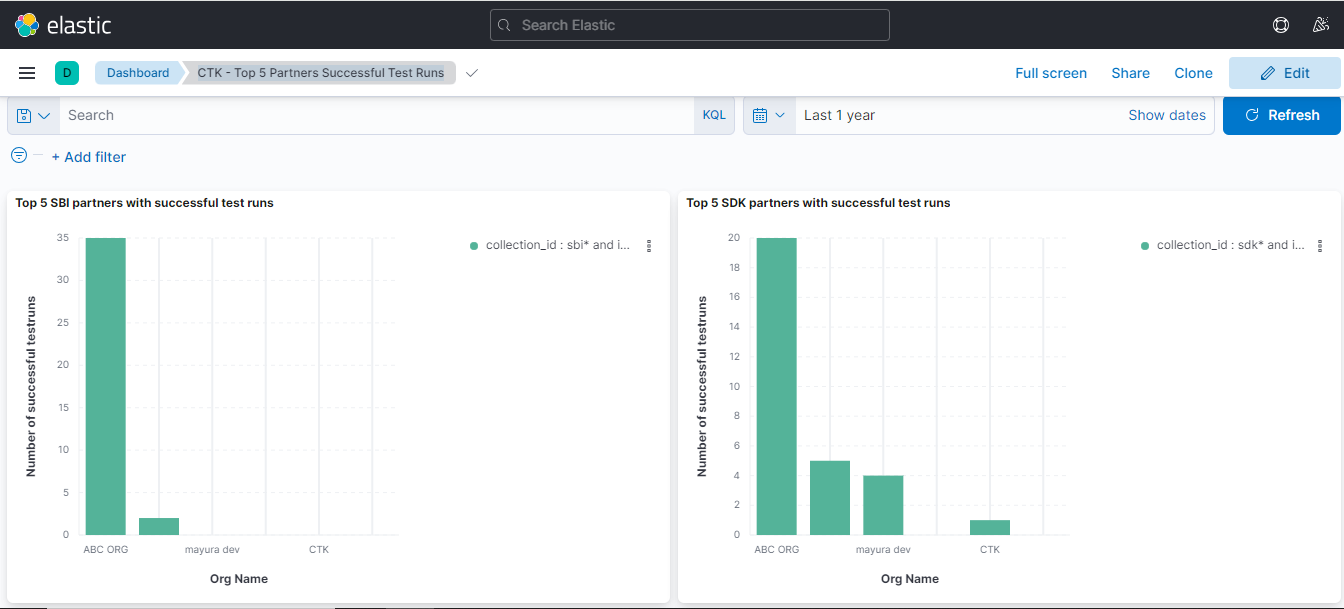 elastic
Search Elastic
D
Dashboard
CTK - Top 5 Partners Successful Test Runs
Full screen
Share
Clone
Edit
Search
KQL
Last 1 year
Show dates
Refresh
+ Add filter
Top 5 SBI partners with successful test runs
35
30
25
20
15
10
5
0
Number of successful testruns
ABC ORG
mayura dev
CTK
Org Name
collection_id : sbi* and i...
Top 5 SDK partners with successful test runs
20
18
16
14
12
10
8
6
4
2
0
Number of successful testruns
ABC ORG
mayura dev
CTK
Org Name
collection_id : sdk* and i...